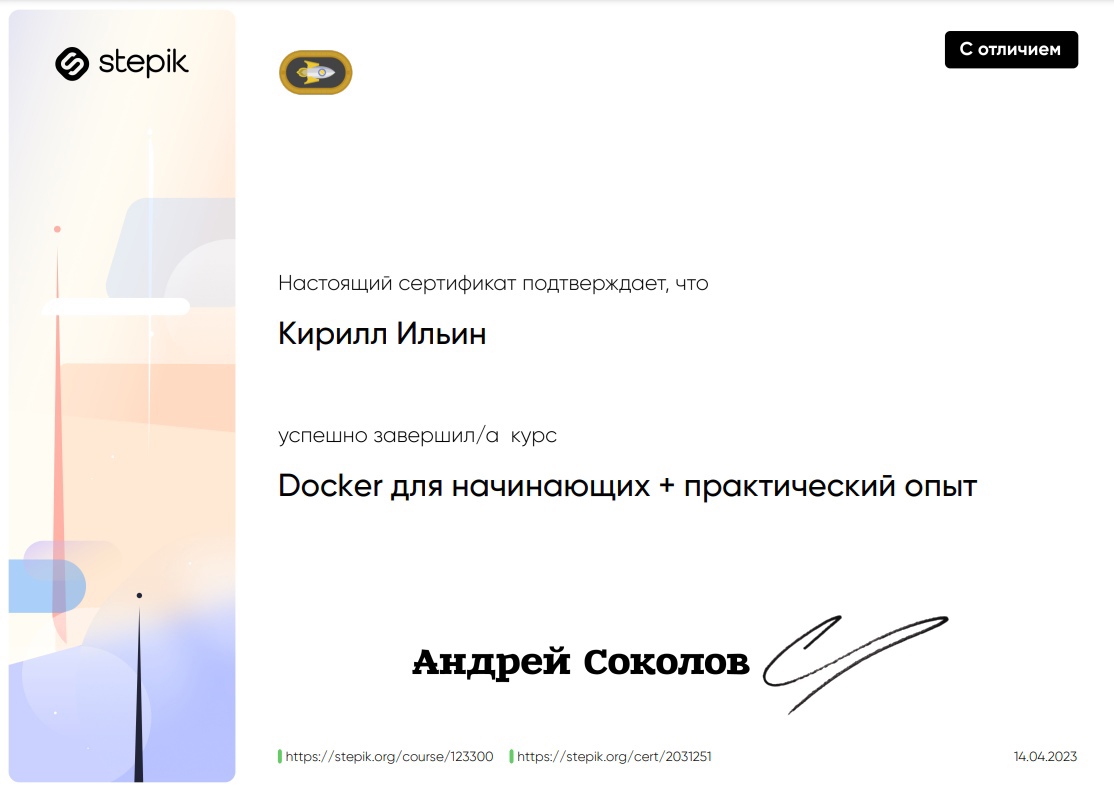 stepik
С отличием
Настоящий сертификат подтверждает, что
Кирилл Ильин
успешно завершил/а курс
Docker для начинающих + практический опыт
Андрей Соколов
https://stepik.org/course/123300 https://stepik.org/cert/2031251 14.04.2023